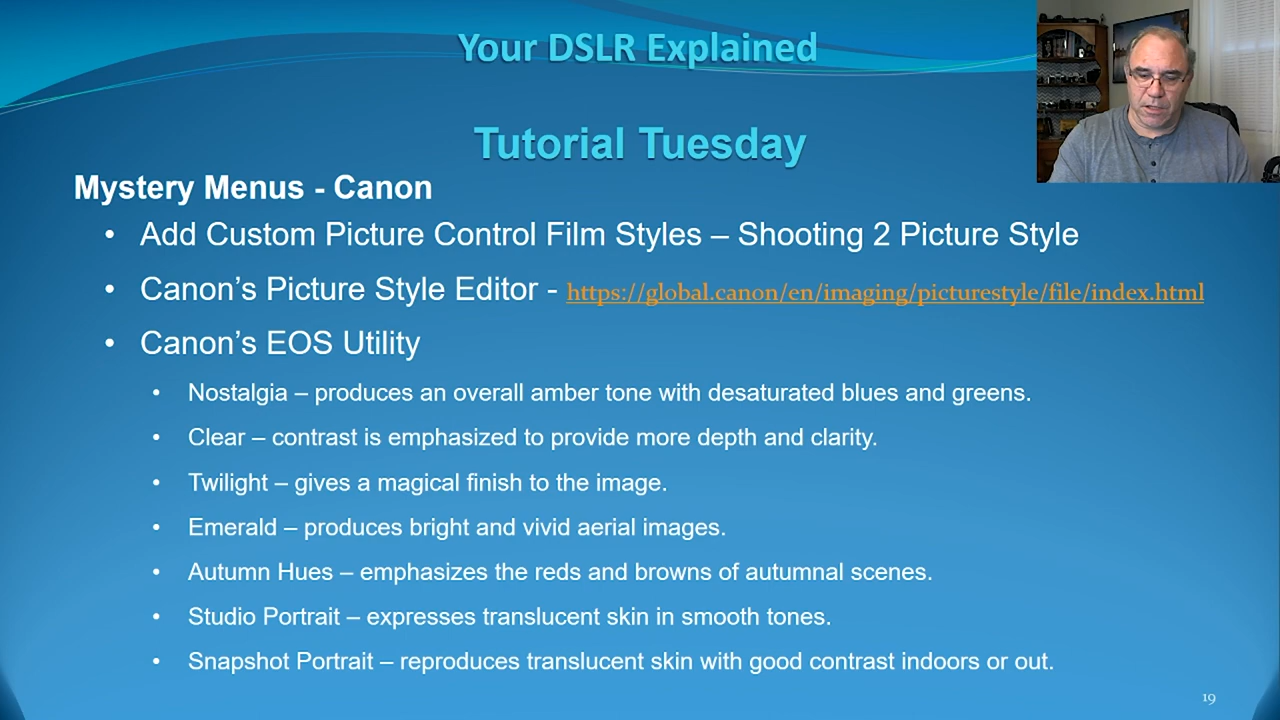 Your DSLR Explained
Tutorial Tuesday
Mystery Menus - Canon
• Add Custom Picture Control Film Styles – Shooting 2 Picture Style
• Canon’s Picture Style Editor - https://global.canon/en/imaging/picturestyle/file/index.html
• Canon’s EOS Utility
• Nostalgia – produces an overall amber tone with desaturated blues and greens.
• Clear – contrast is emphasized to provide more depth and clarity.
• Twilight – gives a magical finish to the image.
• Emerald – produces bright and vivid aerial images.
• Autumn Hues – emphasizes the reds and browns of autumnal scenes.
• Studio Portrait – expresses translucent skin in smooth tones.
• Snapshot Portrait – reproduces translucent skin with good contrast indoors or out.
19